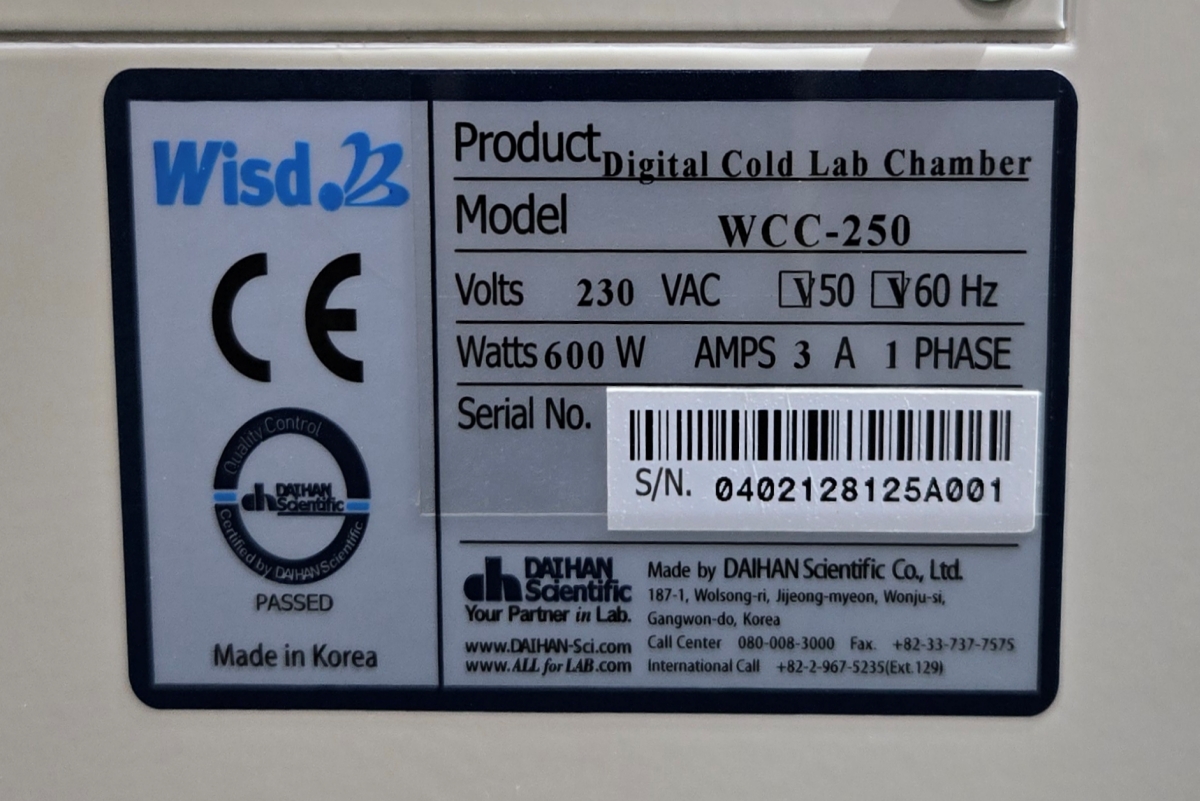 Wisd.
CE
Quality Control
DAIHAN
Scientific
Certified by DAIHAN Scientific
PASSED
Made in Korea
Product Digital Cold Lab Chamber
Model WCC-250
Volts 230 VAC V 50 V 60 Hz
Watts 600 W AMPS 3 A 1 PHASE
Serial No.
S/N. 0402128125A001
dh DAIHAN
Scientific
Your Partner in Lab.
www.DAIHAN-Sci.com
www.ALL for LAB.com
Made by DAIHAN Scientific Co., Ltd.
187-1, Wolsong-ri, Jijeong-myeon, Wonju-si,
Gangwon-do, Korea
Call Center 080-008-3000 Fax. +82-33-737-7575
International Call +82-2-967-5235(Ext.129)